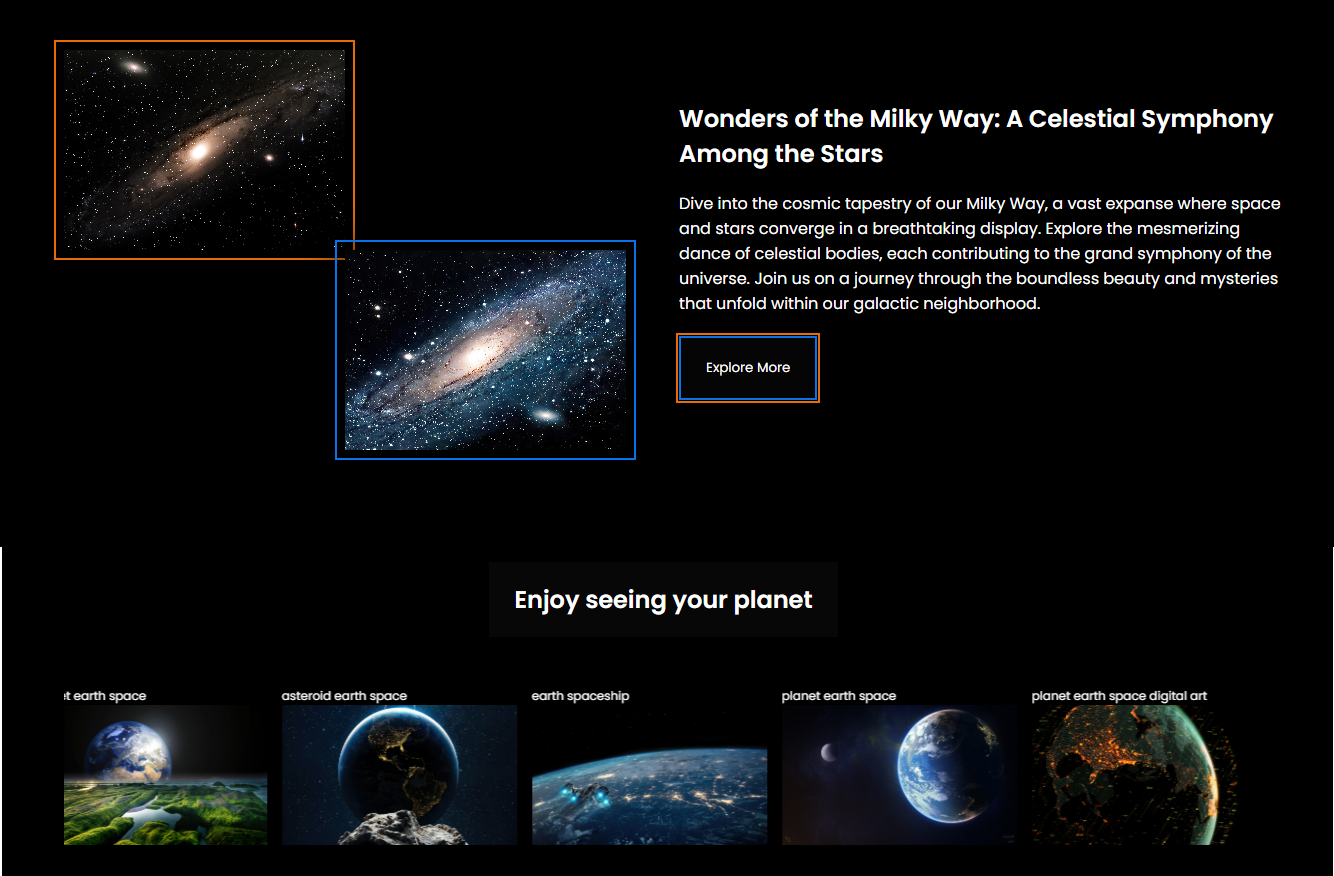 Wonders of the Milky Way: A Celestial Symphony
Among the Stars
Dive into the cosmic tapestry of our Milky Way, a vast expanse where space
and stars converge in a breathtaking display. Explore the mesmerizing
dance of celestial bodies, each contributing to the grand symphony of the
universe. Join us on a journey through the boundless beauty and mysteries
that unfold within our galactic neighborhood.
Explore More
Enjoy seeing your planet
earth space
asteroid earth space
earth spaceship
planet earth space
planet earth space digital art